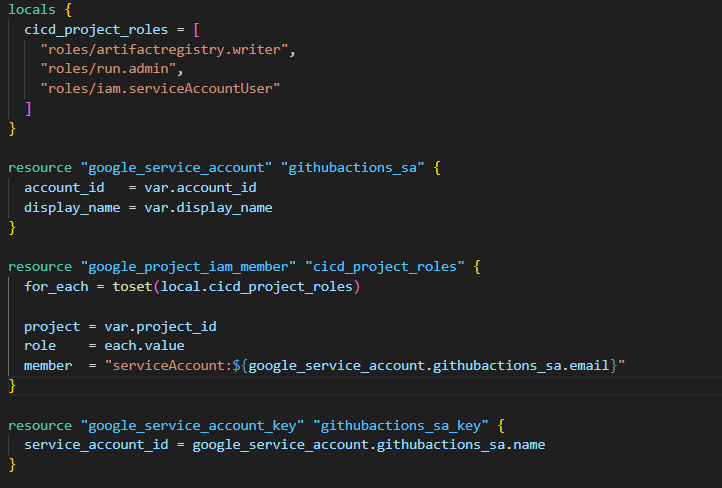 locals {
  cicd_project_roles = [
    "roles/artifactregistry.writer",
    "roles/run.admin",
    "roles/iam.serviceAccountUser"
  ]
}

resource "google_service_account" "githubactions_sa" {
  account_id   = var.account_id
  display_name = var.display_name
}

resource "google_project_iam_member" "cicd_project_roles" {
  for_each = toset(local.cicd_project_roles)

  project = var.project_id
  role    = each.value
  member  = "serviceAccount:${google_service_account.githubactions_sa.email}"
}

resource "google_service_account_key" "githubactions_sa_key" {
  service_account_id = google_service_account.githubactions_sa.name
}